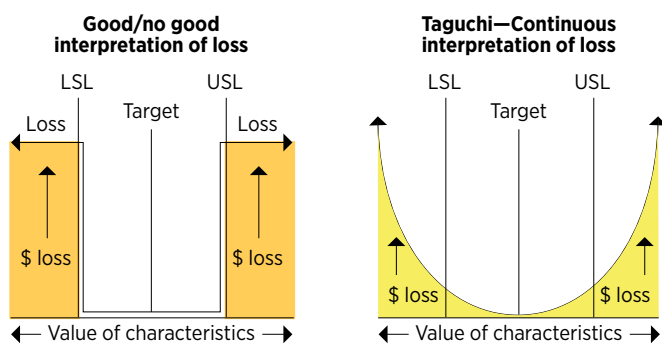 Good/no good
interpretation of loss
LSL
USL
Target
Loss
Loss
$ loss
$ loss
Value of characteristics
Taguchi—Continuous
interpretation of loss
LSL
USL
Target
$ loss
$ loss
Value of characteristics